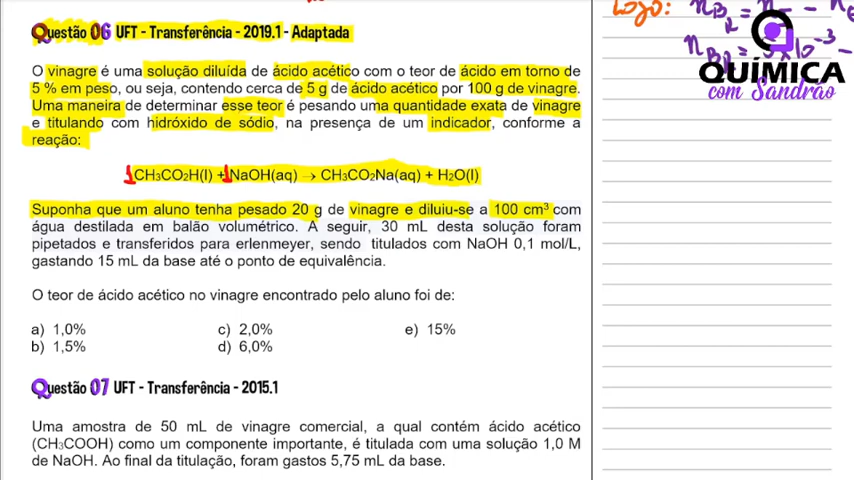 Questão 06 UFT - Transferência - 2019.1 - Adaptada
O vinagre é uma solução diluída de ácido acético com o teor de ácido em torno de
5 % em peso, ou seja, contendo cerca de 5 g de ácido acético por 100 g de vinagre.
Uma maneira de determinar esse teor é pesando uma quantidade exata de vinagre
e titulando com hidróxido de sódio, na presença de um indicador, conforme a
reação:
1CH₃CO₂H(l) + 1NaOH(aq) → CH₃CO₂Na(aq) + H₂O(l)
Suponha que um aluno tenha pesado 20 g de vinagre e diluiu-se a 100 cm³ com
água destilada em balão volumétrico. A seguir, 30 mL desta solução foram
pipetados e transferidos para erlenmeyer, sendo titulados com NaOH 0,1 mol/L,
gastando 15 mL da base até o ponto de equivalência.
O teor de ácido acético no vinagre encontrado pelo aluno foi de:
a) 1,0% c) 2,0% e) 15%
b) 1,5% d) 6,0%
Questão 07 UFT - Transferência - 2015.1
Uma amostra de 50 mL de vinagre comercial, a qual contém ácido acético
(CH₃COOH) como um componente importante, é titulada com uma solução 1,0 M
de NaOH. Ao final da titulação, foram gastos 5,75 mL da base.
Logo:
QUÍMICA
com Sandrão